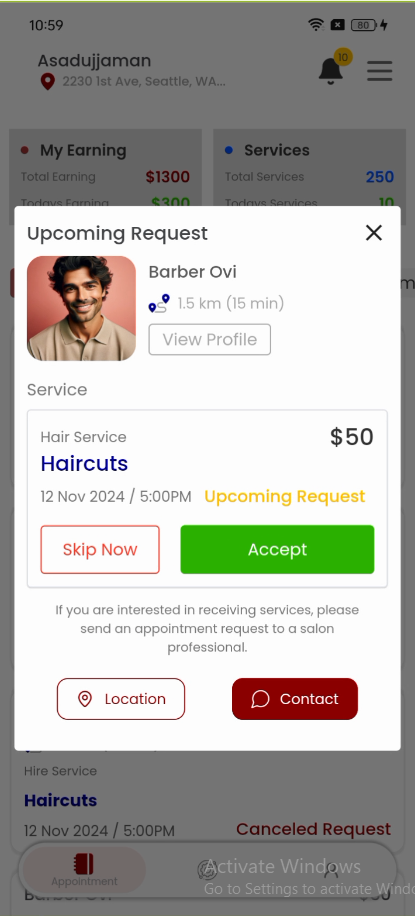 10:59
80
Asadujjaman
10
2230 1st Ave, Seattle, WA...
My Earning
Services
Total Earning $1300
Total Services 250
Todays Earning $300
Todays Services 10
Upcoming Request
Barber Ovi
1.5 km (15 min)
View Profile
Service
Hair Service
$50
Haircuts
12 Nov 2024 / 5:00PM Upcoming Request
Skip Now
Accept
If you are interested in receiving services, please
send an appointment request to a salon
professional.
Location
Contact
Hire Service
Haircuts
12 Nov 2024 / 5:00PM
Canceled Request
Activate Windows
Appointment
Go to Settings to activate Windo
Barber Ovi